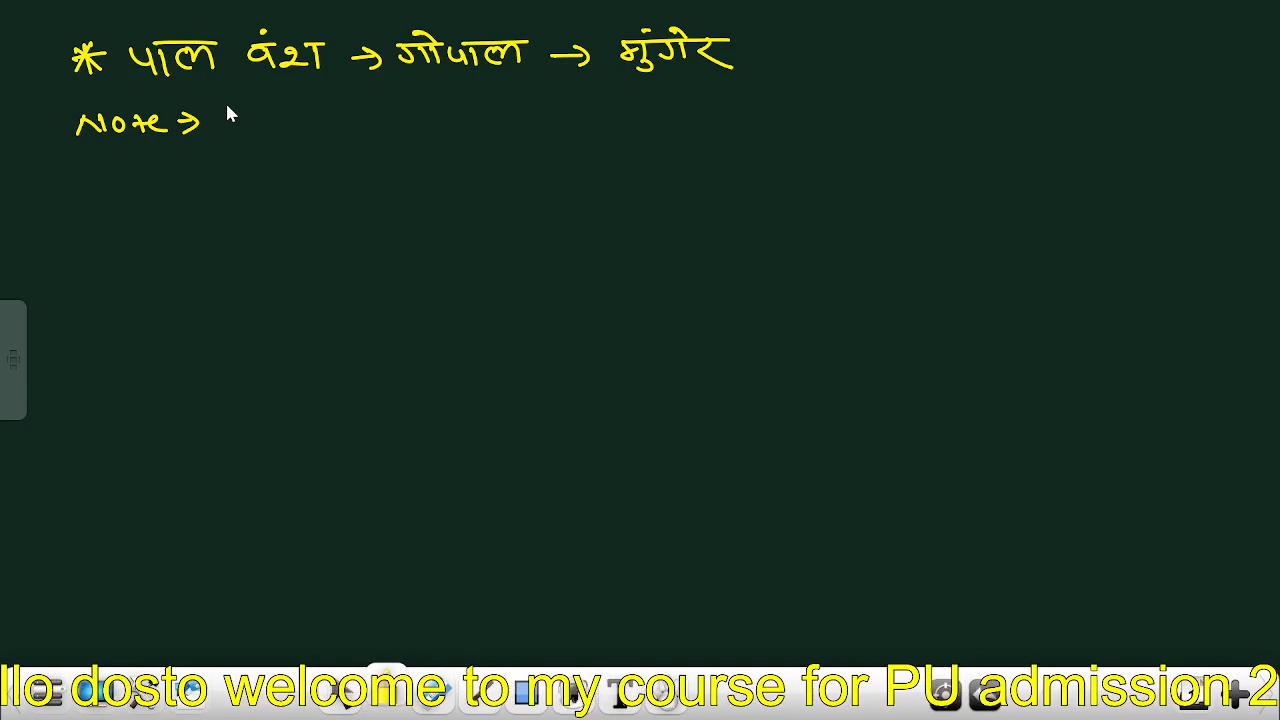 * पाल वंश → गोपाल → मुंगेर
Note →
llo dosto welcome to my course for PU admission 2